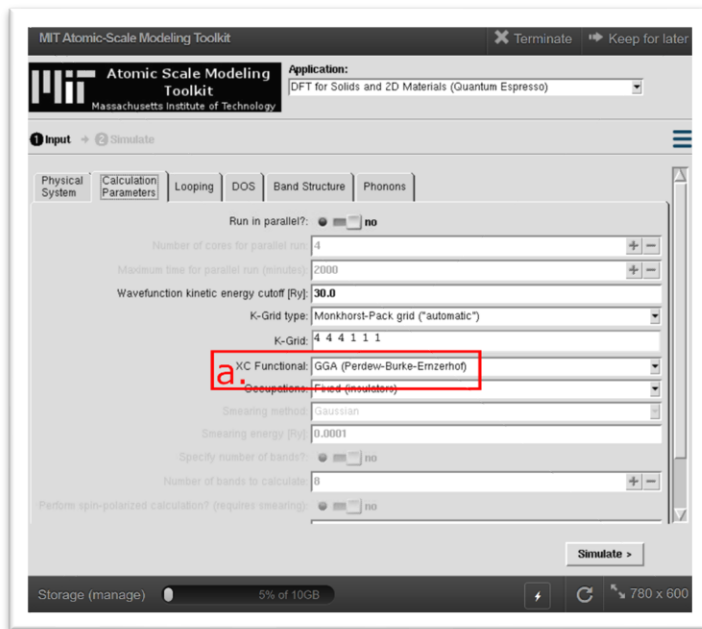 MIT Atomic-Scale Modeling Toolkit
Terminate
Keep for later
Atomic Scale Modeling
Toolkit
Massachusetts Institute of Technology
Application:
DFT for Solids and 2D Materials (Quantum Espresso)
1 Input
2 Simulate
Physical
System
Calculation
Parameters
Looping
DOS
Band Structure
Phonons
Run in parallel?: no
Number of cores for parallel run: 4
Maximum time for parallel run (minutes): 2000
Wavefunction kinetic energy cutoff [Ry]: 30.0
K-Grid type: Monkhorst-Pack grid ("automatic")
K-Grid: 4 4 4 1 1 1
a. XC Functional: GGA (Perdew-Burke-Ernzerhof)
Occupations: Fixed (insulators)
Smearing method: Gaussian
Smearing energy [Ry]: 0.0001
Specify number of bands?: no
Number of bands to calculate: 8
Perform spin-polarized calculation? (requires smearing): no
Simulate >
Storage (manage)
5% of 10GB
780 x 600